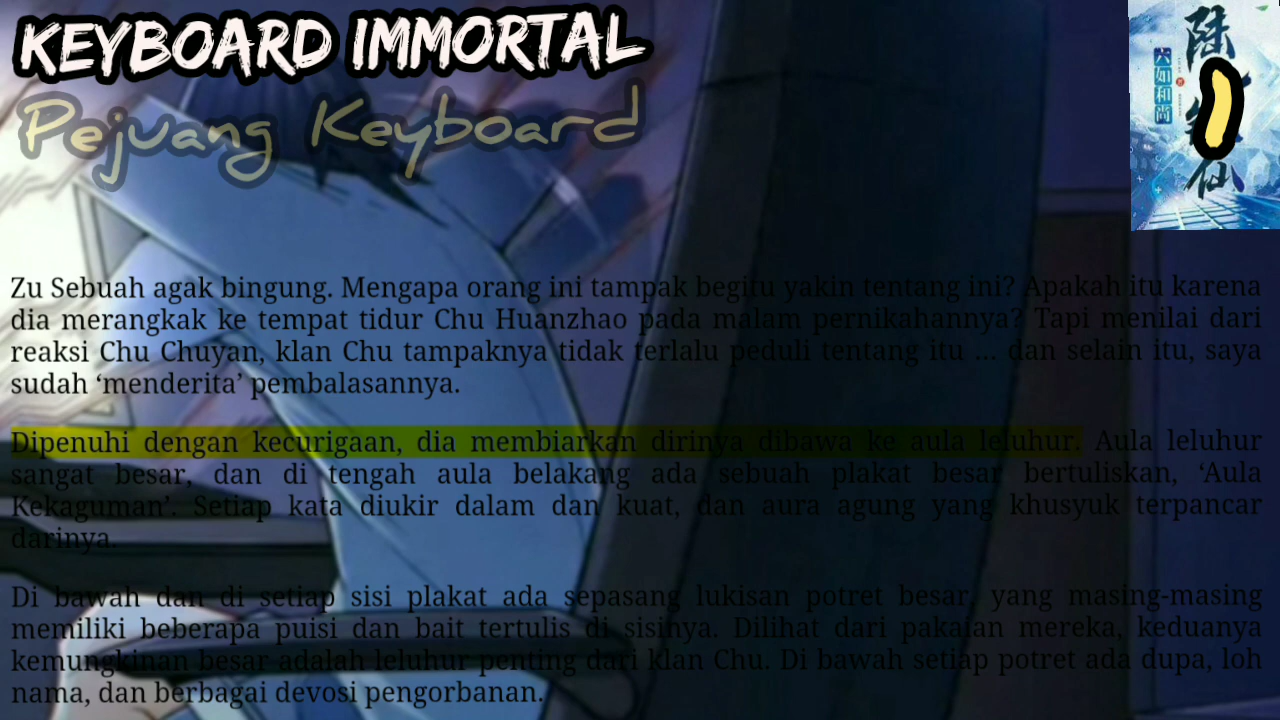 KEYBOARD IMMORTAL
Pejuang Keyboard
陆
仙
六如和尚
Zu Sebuah agak bingung. Mengapa orang ini tampak begitu yakin tentang ini? Apakah itu karena
dia merangkak ke tempat tidur Chu Huanzhao pada malam pernikahannya? Tapi menilai dari
reaksi Chu Chuyan, klan Chu tampaknya tidak terlalu peduli tentang itu ... dan selain itu, saya
sudah ‘menderita’ pembalasannya.
Dipenuhi dengan kecurigaan, dia membiarkan dirinya dibawa ke aula leluhur. Aula leluhur
sangat besar, dan di tengah aula belakang ada sebuah plakat besar bertuliskan, ‘Aula
Kekaguman’. Setiap kata diukir dalam dan kuat, dan aura agung yang khusyuk terpancar
darinya.
Di bawah dan di setiap sisi plakat ada sepasang lukisan potret besar, yang masing-masing
memiliki beberapa puisi dan bait tertulis di sisinya. Dilihat dari pakaian mereka, keduanya
kemungkinan besar adalah leluhur penting dari klan Chu. Di bawah setiap potret ada dupa, loh
nama, dan berbagai devosi pengorbanan.